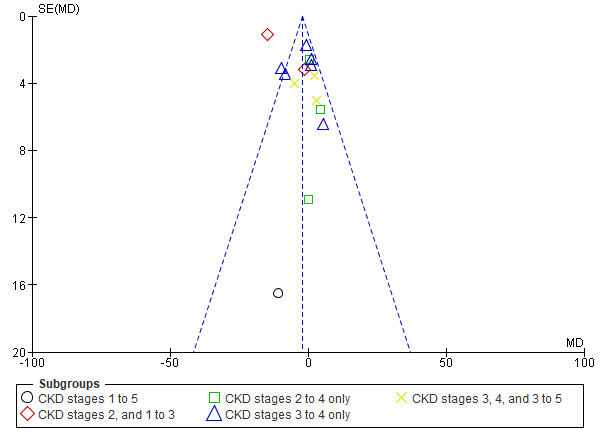 SE(MD)
0
4
8
12
16
20
MD
-100 -50 0 50 100
Subgroups
CKD stages 1 to 5 CKD stages 2 to 4 only CKD stages 3, 4, and 3 to 5
CKD stages 2, and 1 to 3 CKD stages 3 to 4 only